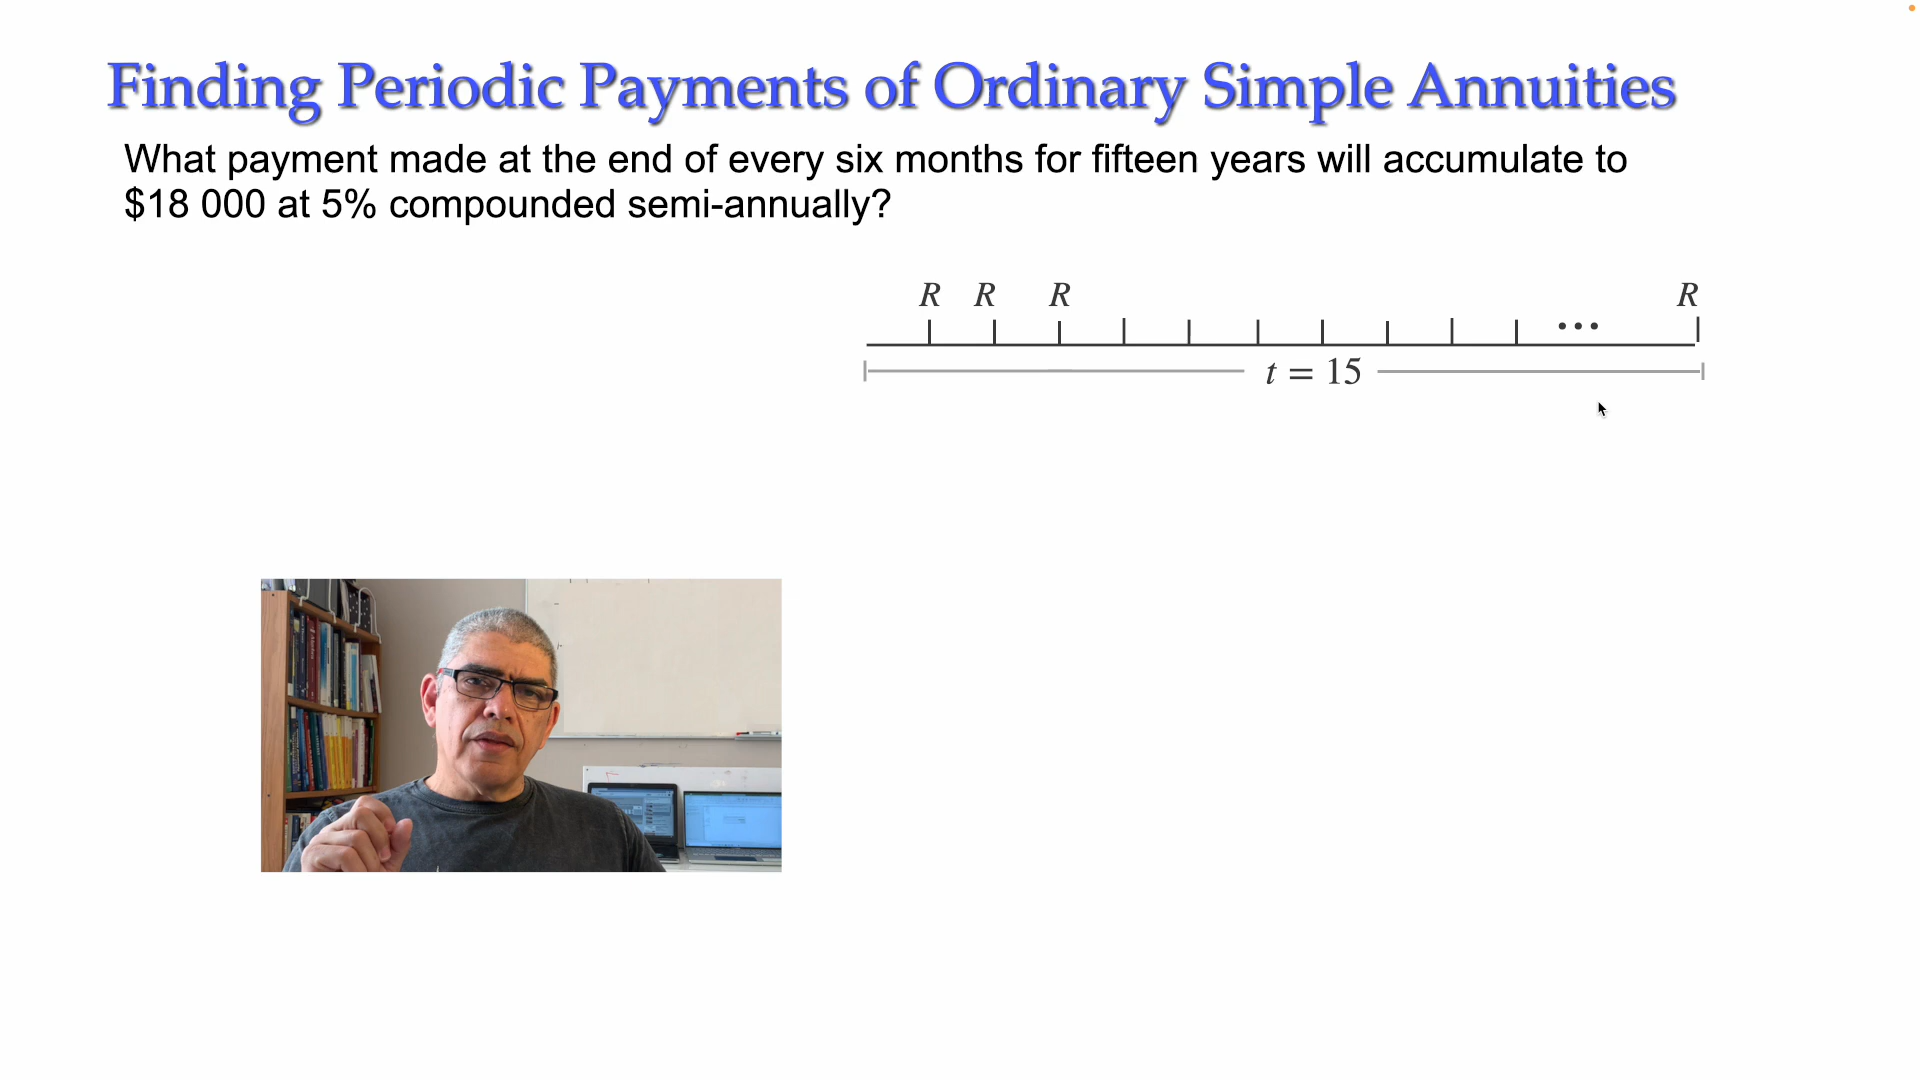 Finding Periodic Payments of Ordinary Simple Annuities
What payment made at the end of every six months for fifteen years will accumulate to
$18 000 at 5% compounded semi-annually?
R R R R
...
t = 15